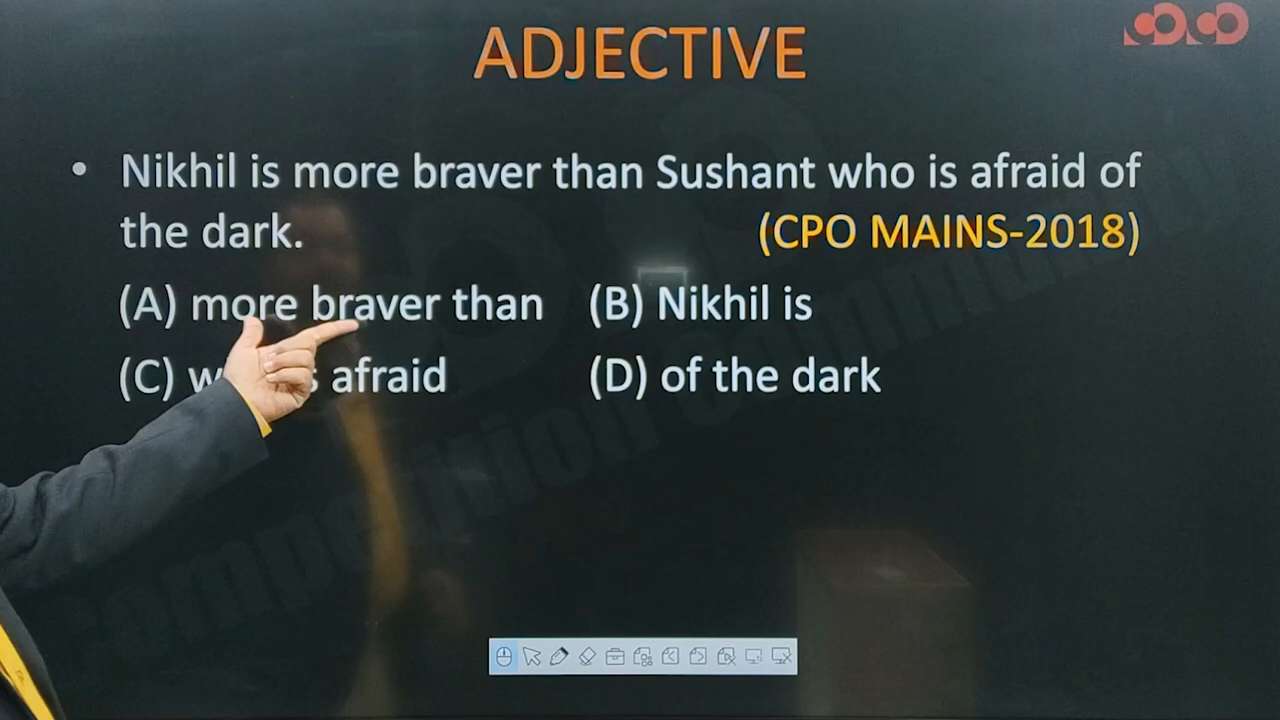 ADJECTIVE
• Nikhil is more braver than Sushant who is afraid of
the dark. (CPO MAINS-2018)
(A) more braver than (B) Nikhil is
(C) afraid (D) of the dark